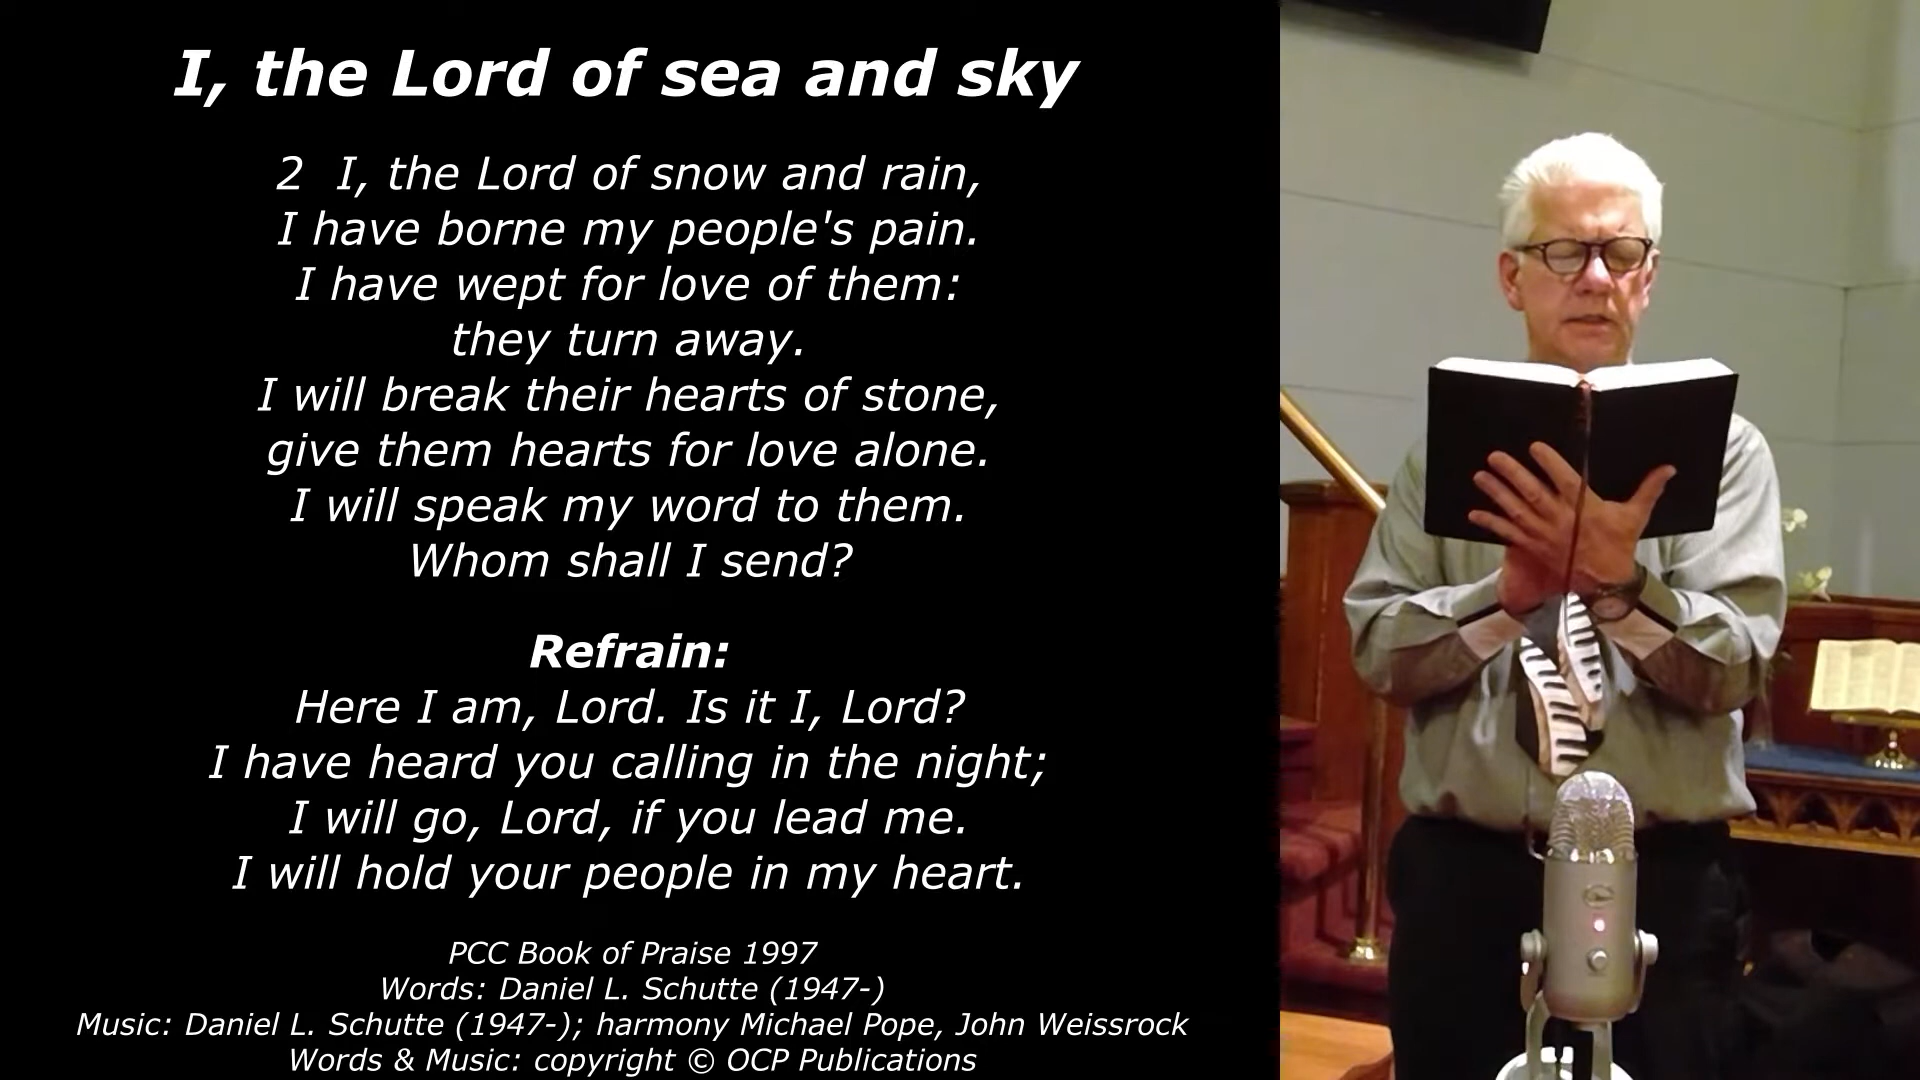 I, the Lord of sea and sky
2 I, the Lord of snow and rain,
I have borne my people's pain.
I have wept for love of them:
they turn away.
I will break their hearts of stone,
give them hearts for love alone.
I will speak my word to them.
Whom shall I send?
Refrain:
Here I am, Lord. Is it I, Lord?
I have heard you calling in the night;
I will go, Lord, if you lead me.
I will hold your people in my heart.
PCC Book of Praise 1997
Words: Daniel L. Schutte (1947-)
Music: Daniel L. Schutte (1947-); harmony Michael Pope, John Weissrock
Words & Music: copyright © OCP Publications